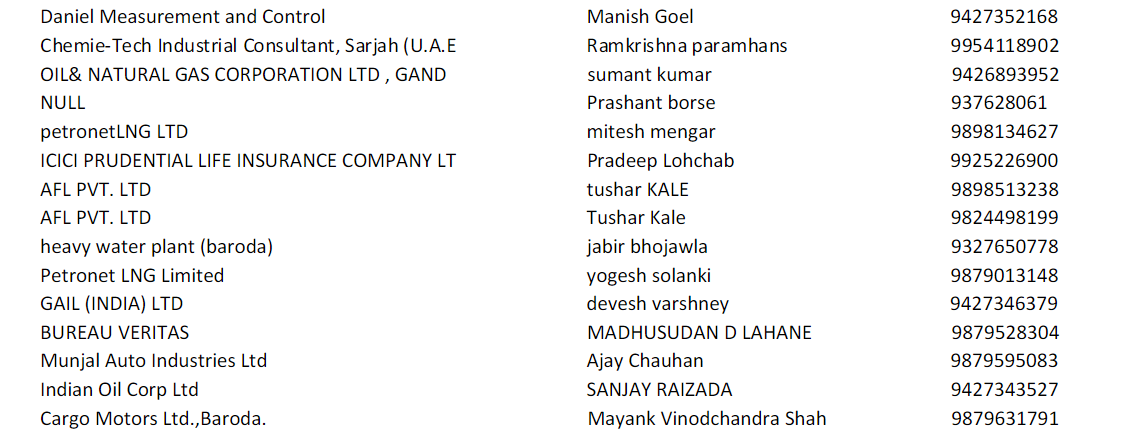 Daniel Measurement and Control Manish Goel 9427352168
Chemie-Tech Industrial Consultant, Sarjah (U.A.E Ramkrishna paramhans 9954118902
OIL& NATURAL GAS CORPORATION LTD , GAND sumant kumar 9426893952
NULL Prashant borse 937628061
petronetLNG LTD mitesh mengar 9898134627
ICICI PRUDENTIAL LIFE INSURANCE COMPANY LT Pradeep Lohchab 9925226900
AFL PVT. LTD tushar KALE 9898513238
AFL PVT. LTD Tushar Kale 9824498199
heavy water plant (baroda) jabir bhojawla 9327650778
Petronet LNG Limited yogesh solanki 9879013148
GAIL (INDIA) LTD devesh varshney 9427346379
BUREAU VERITAS MADHUSUDAN D LAHANE 9879528304
Munjal Auto Industries Ltd Ajay Chauhan 9879595083
Indian Oil Corp Ltd SANJAY RAIZADA 9427343527
Cargo Motors Ltd.,Baroda. Mayank Vinodchandra Shah 9879631791